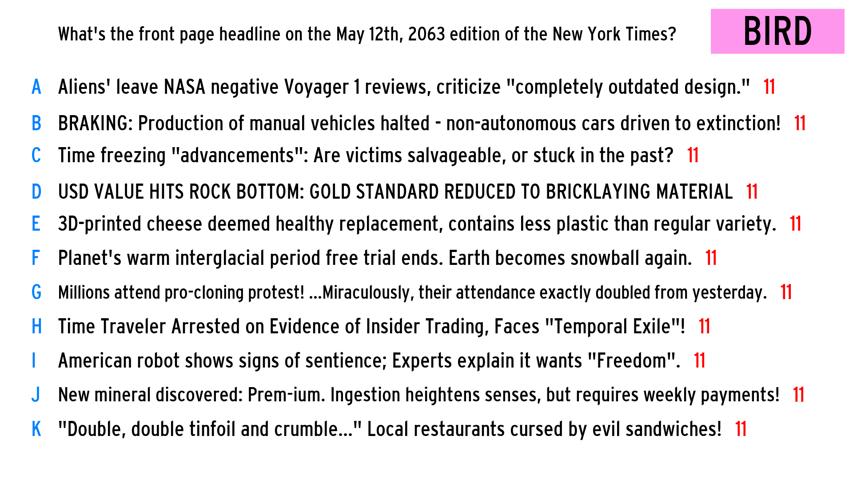 What's the front page headline on the May 12th, 2063 edition of the New York Times?
BIRD
A Aliens' leave NASA negative Voyager 1 reviews, criticize "completely outdated design." 11
B BRAKING: Production of manual vehicles halted - non-autonomous cars driven to extinction! 11
C Time freezing "advancements": Are victims salvageable, or stuck in the past? 11
D USD VALUE HITS ROCK BOTTOM: GOLD STANDARD REDUCED TO BRICKLAYING MATERIAL 11
E 3D-printed cheese deemed healthy replacement, contains less plastic than regular variety. 11
F Planet's warm interglacial period free trial ends. Earth becomes snowball again. 11
G Millions attend pro-cloning protest! ...Miraculously, their attendance exactly doubled from yesterday. 11
H Time Traveler Arrested on Evidence of Insider Trading, Faces "Temporal Exile"! 11
I American robot shows signs of sentience; Experts explain it wants "Freedom". 11
J New mineral discovered: Prem-ium. Ingestion heightens senses, but requires weekly payments! 11
K "Double, double tinfoil and crumble..." Local restaurants cursed by evil sandwiches! 11